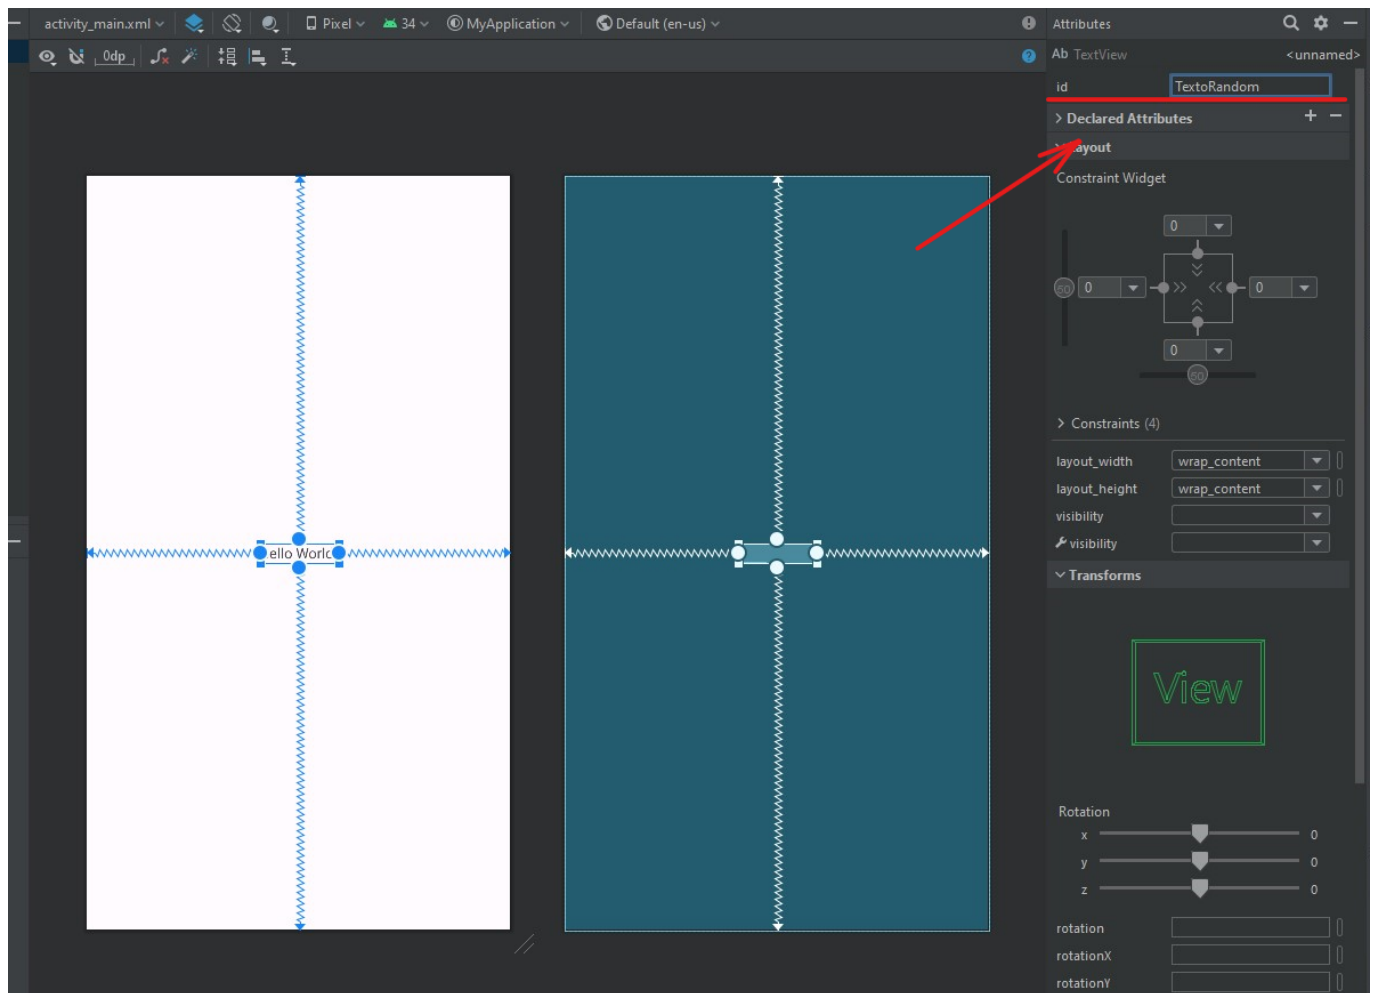 activity_main.xml Pixel 34 MyApplication Default (en-us) Attributes
0dp Ab TextView <unnamed>
id TextoRandom
Declared Attributes
ayout
Constraint Widget
0
50 0 0
0
50
Constraints (4)
layout_width wrap_content
layout_height wrap_content
visibility
ello Worl
visibility
Transforms
View
Rotation
x 0
y 0
z 0
rotation
rotationX
rotationY